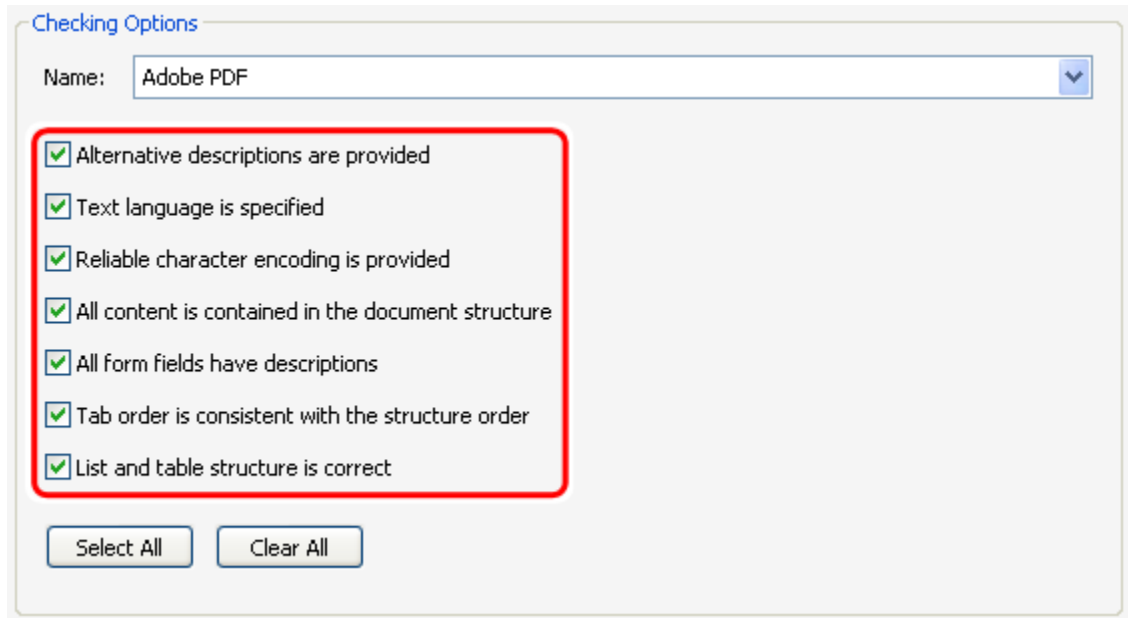 Checking Options
Name: Adobe PDF
Alternative descriptions are provided
Text language is specified
Reliable character encoding is provided
All content is contained in the document structure
All form fields have descriptions
Tab order is consistent with the structure order
List and table structure is correct
Select All Clear All